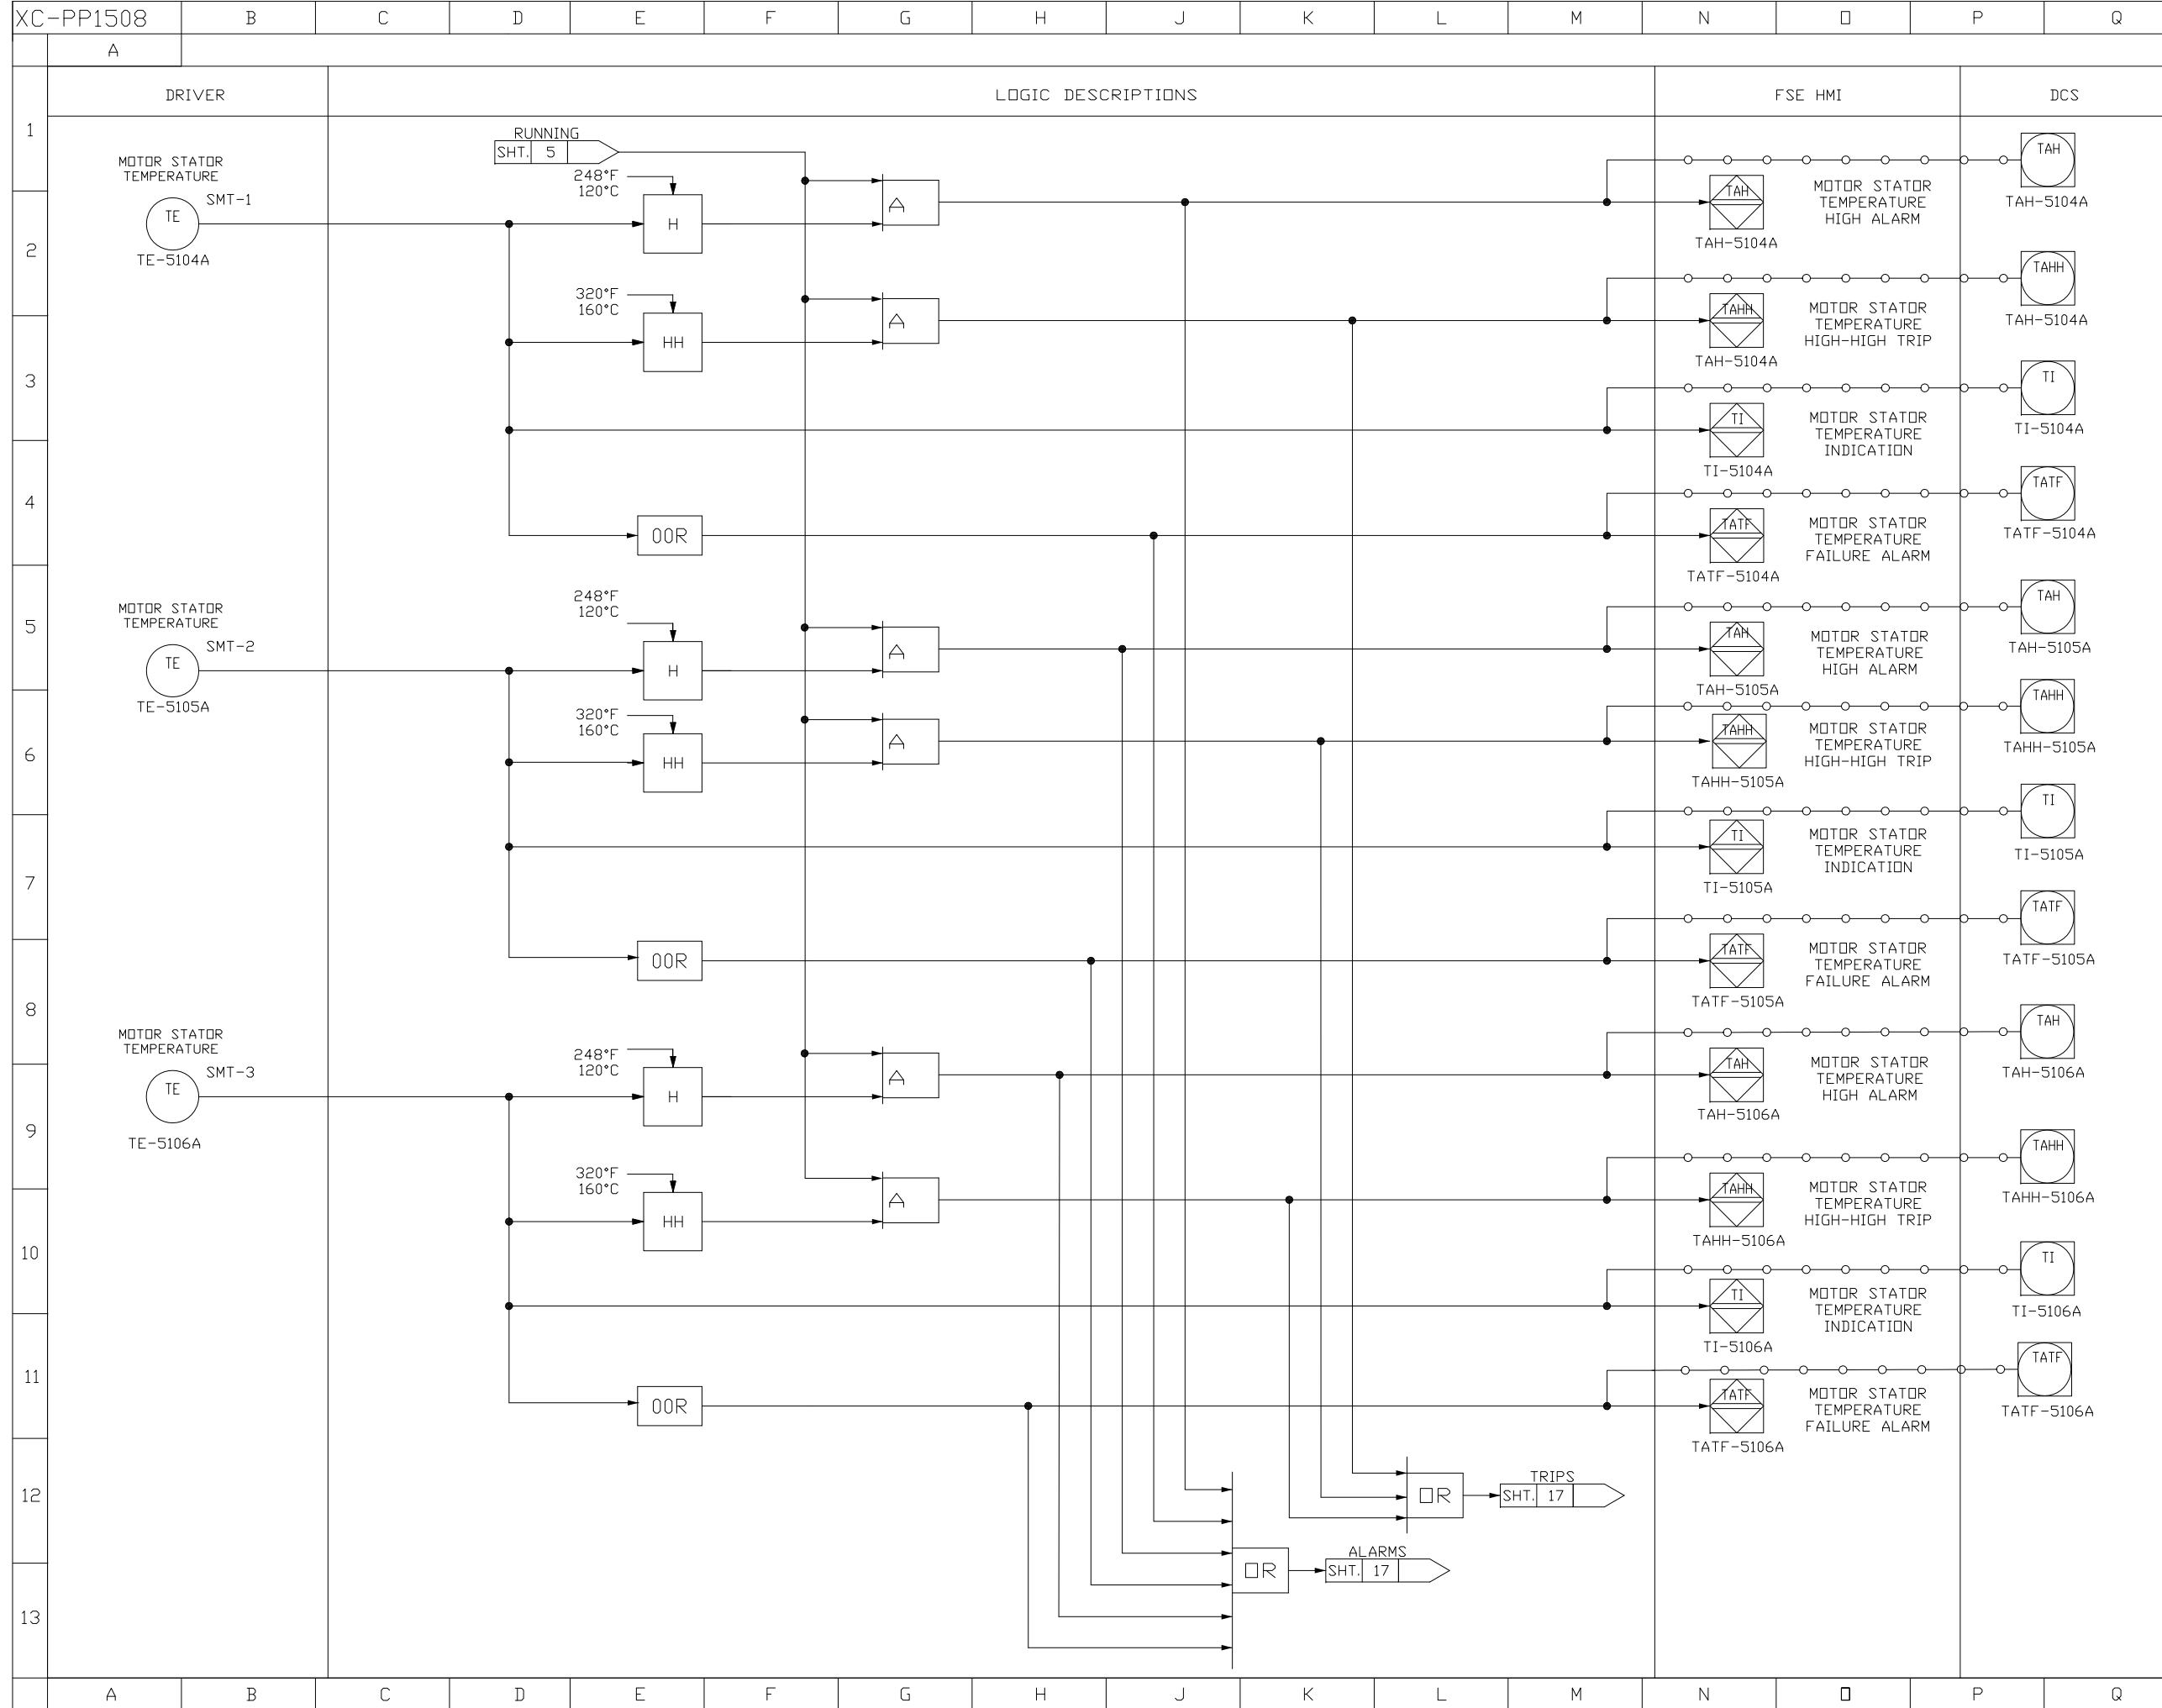 XC-PP1508 B C D E F G H J K L M N O P Q
A
DRIVER LOGIC DESCRIPTIONS FSE HMI DCS
1
RUNNING
SHT. 5
MOTOR STATOR
TEMPERATURE
SMT-1
TE
TE-5104A
248°F
120°C
H
A
TAH
TAH-5104A
MOTOR STATOR
TEMPERATURE
HIGH ALARM
TAH
TAH-5104A
2
320°F
160°C
HH
A
TAHH
TAH-5104A
MOTOR STATOR
TEMPERATURE
HIGH-HIGH TRIP
TAHH
TAH-5104A
3
TI
TI-5104A
MOTOR STATOR
TEMPERATURE
INDICATION
TI
TI-5104A
4
OOR
TATF
TATF-5104A
MOTOR STATOR
TEMPERATURE
FAILURE ALARM
TATF
TATF-5104A
5
MOTOR STATOR
TEMPERATURE
SMT-2
TE
TE-5105A
248°F
120°C
H
A
TAH
TAH-5105A
MOTOR STATOR
TEMPERATURE
HIGH ALARM
TAH
TAH-5105A
6
320°F
160°C
HH
A
TAHH
TAHH-5105A
MOTOR STATOR
TEMPERATURE
HIGH-HIGH TRIP
TAHH
TAHH-5105A
7
TI
TI-5105A
MOTOR STATOR
TEMPERATURE
INDICATION
TI
TI-5105A
8
OOR
TATF
TATF-5105A
MOTOR STATOR
TEMPERATURE
FAILURE ALARM
TATF
TATF-5105A
MOTOR STATOR
TEMPERATURE
SMT-3
TE
TE-5106A
9
248°F
120°C
H
A
TAH
TAH-5106A
MOTOR STATOR
TEMPERATURE
HIGH ALARM
TAH
TAH-5106A
320°F
160°C
HH
A
TAHH
TAHH-5106A
MOTOR STATOR
TEMPERATURE
HIGH-HIGH TRIP
TAHH
TAHH-5106A
10
TI
TI-5106A
MOTOR STATOR
TEMPERATURE
INDICATION
TI
TI-5106A
11
OOR
TATF
TATF-5106A
MOTOR STATOR
TEMPERATURE
FAILURE ALARM
TATF
TATF-5106A
12
OR
TRIPS
SHT. 17
OR
ALARMS
SHT. 17
13
A B C D E F G H J K L M N O P Q